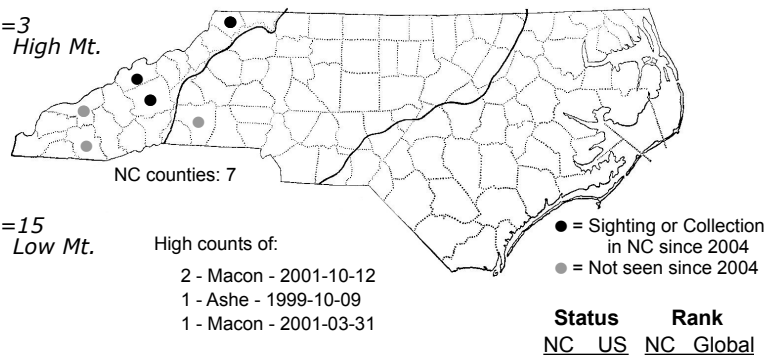 =3
High Mt.
NC counties: 7
=15
Low Mt.
High counts of:
2 - Macon - 2001-10-12
1 - Ashe - 1999-10-09
1 - Macon - 2001-03-31
= Sighting or Collection
in NC since 2004
= Not seen since 2004
Status Rank
NC US NC Global